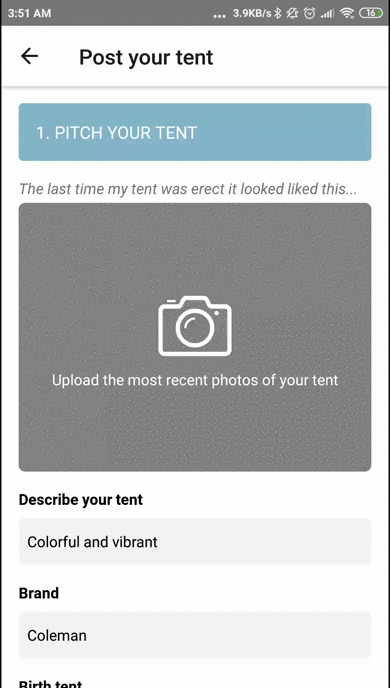 3:51 AM ... 3.9KB/s 16
Post your tent
1. PITCH YOUR TENT
The last time my tent was erect it looked liked this...
Upload the most recent photos of your tent
Describe your tent
Colorful and vibrant
Brand
Coleman
Birth tent